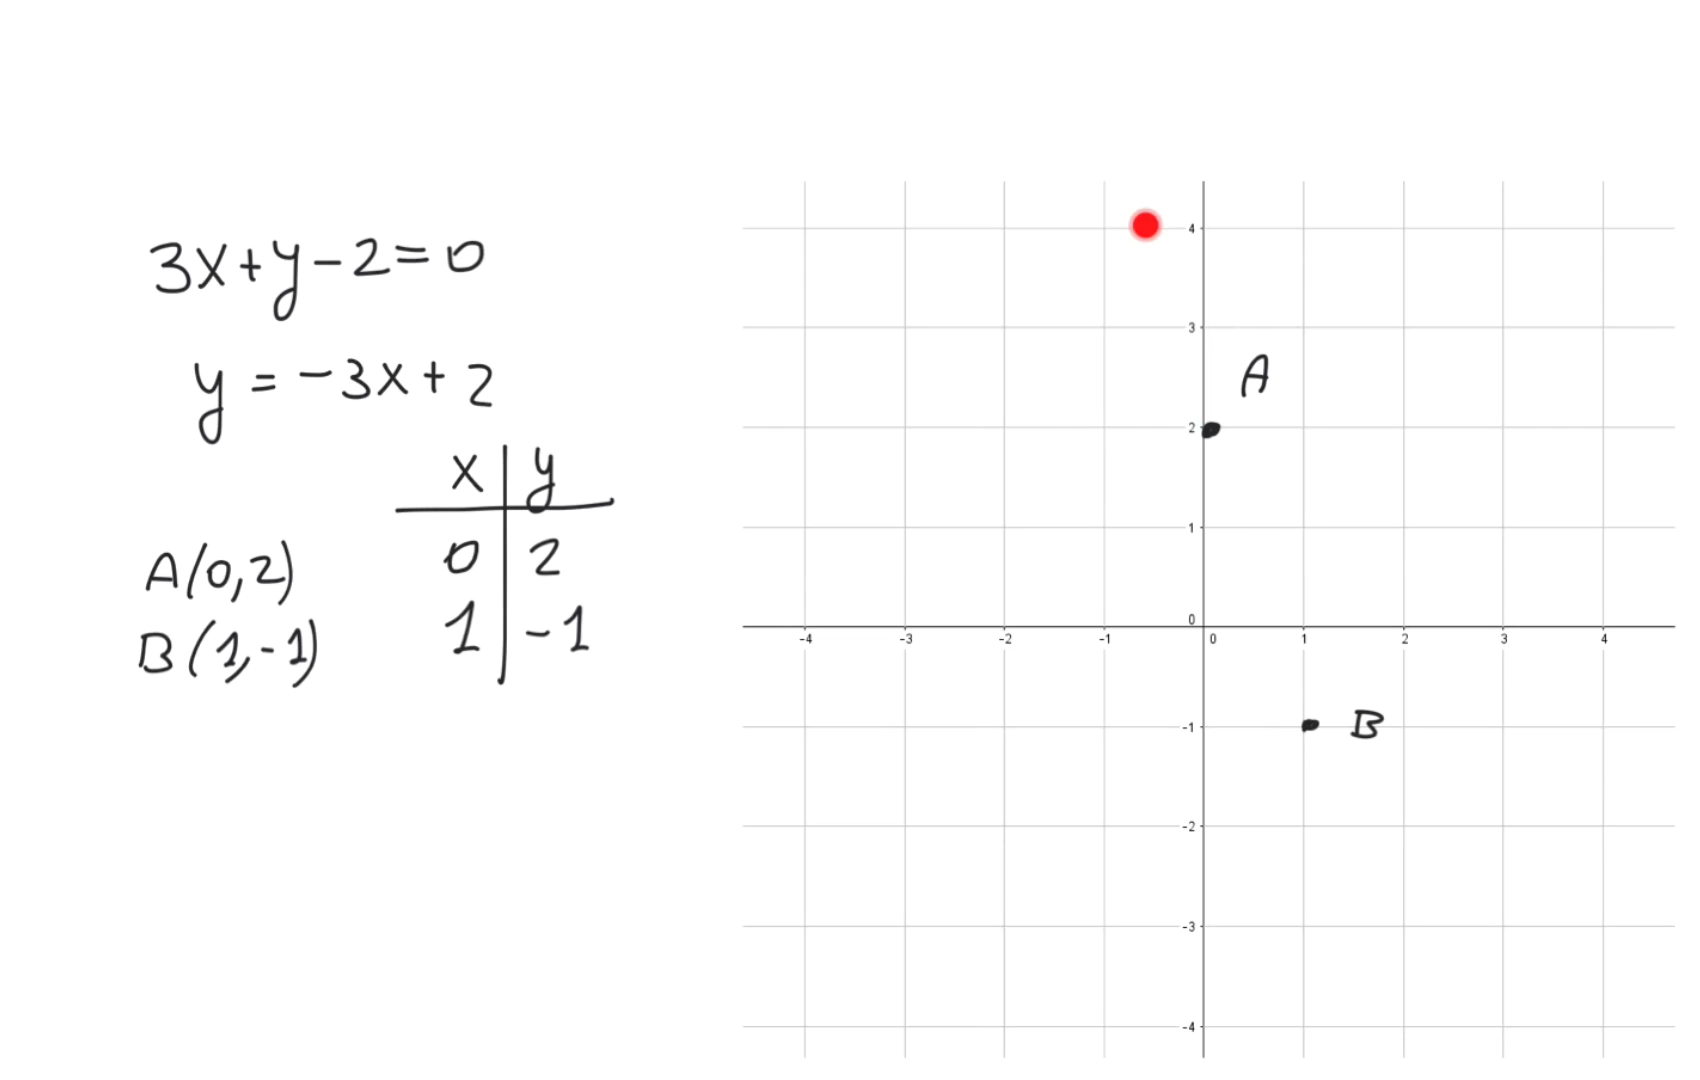 3x+y-2=0
y = -3x+2
x y
0 2
1 -1
A(0,2)
B(1,-1)
4
3
A
2
1
0
-4 -3 -2 -1 0 1 2 3 4
-1 B
-2
-3
-4